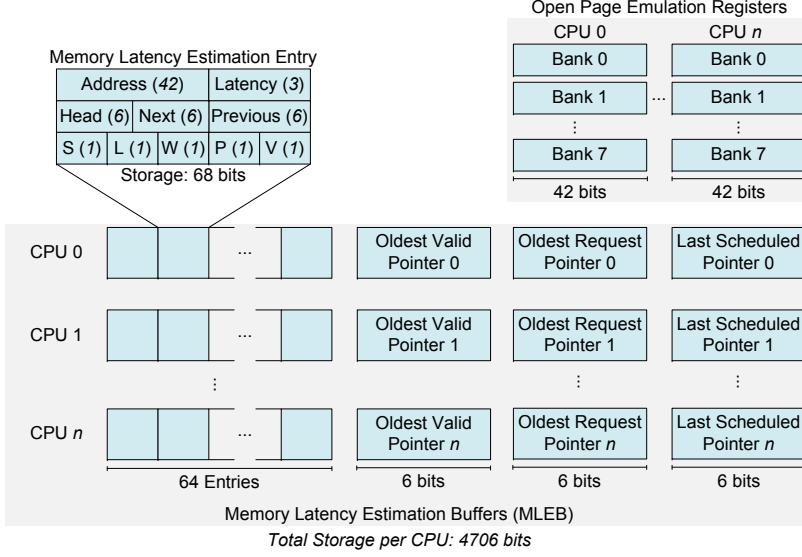 Open Page Emulation Registers
CPU 0 CPU n
Memory Latency Estimation Entry
Address (42) Latency (3)
Head (6) Next (6) Previous (6)
S (1) L (1) W (1) P (1) V (1)
Storage: 68 bits
Bank 0 Bank 0
Bank 1 ... Bank 1
⋮ ⋮
Bank 7 Bank 7
42 bits 42 bits
CPU 0 ... Oldest Valid Pointer 0 Oldest Request Pointer 0 Last Scheduled Pointer 0
CPU 1 ... Oldest Valid Pointer 1 Oldest Request Pointer 1 Last Scheduled Pointer 1
⋮ ⋮ ⋮ ⋮
CPU n ... Oldest Valid Pointer n Oldest Request Pointer n Last Scheduled Pointer n
64 Entries 6 bits 6 bits 6 bits
Memory Latency Estimation Buffers (MLEB)
Total Storage per CPU: 4706 bits